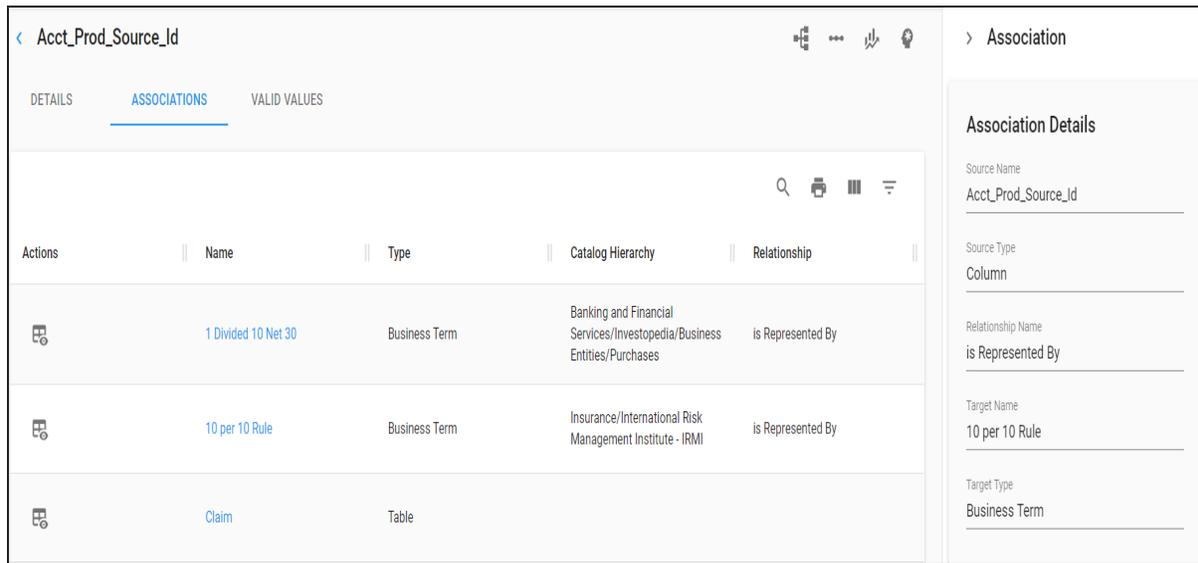 Acct_Prod_Source_Id
DETAILS ASSOCIATIONS VALID VALUES
Actions Name Type Catalog Hierarchy Relationship
1 Divided 10 Net 30 Business Term Banking and Financial Services/Investopedia/Business Entities/Purchases is Represented By
10 per 10 Rule Business Term Insurance/International Risk Management Institute - IRMI is Represented By
Claim Table
Association
Association Details
Source Name
Acct_Prod_Source_Id
Source Type
Column
Relationship Name
is Represented By
Target Name
10 per 10 Rule
Target Type
Business Term